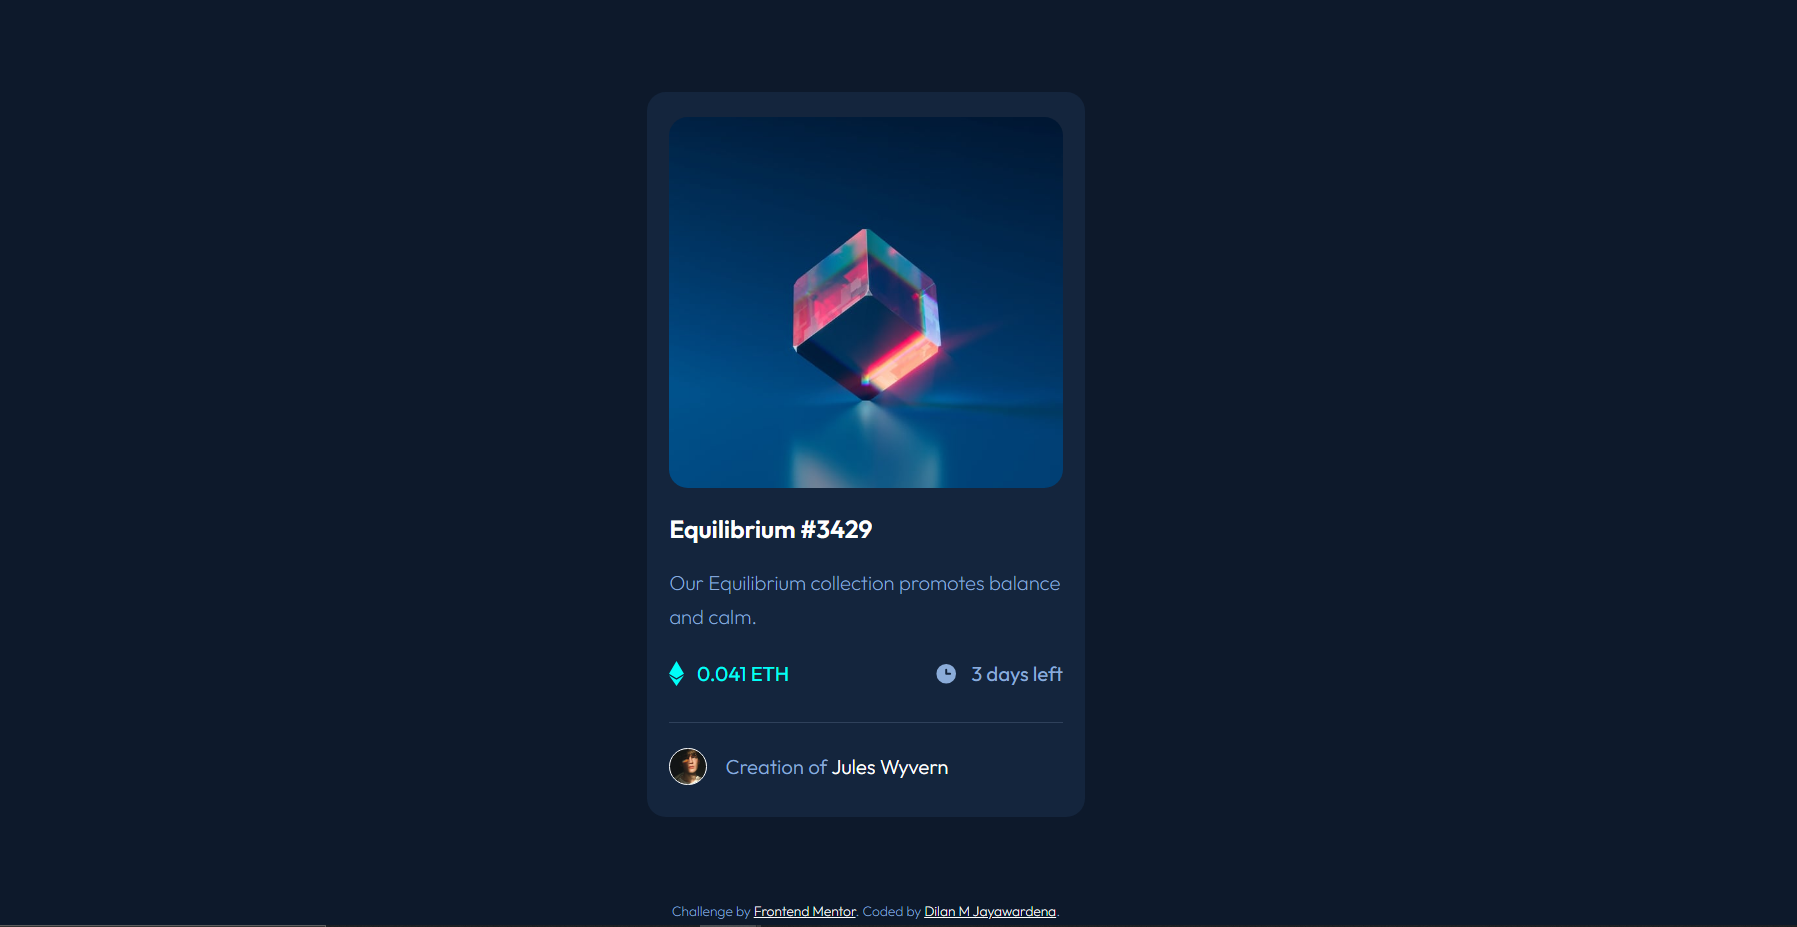 Equilibrium #3429
Our Equilibrium collection promotes balance
and calm.
0.041 ETH
3 days left
Creation of Jules Wyvern
Challenge by Frontend Mentor. Coded by Dilan M Jayawardena.